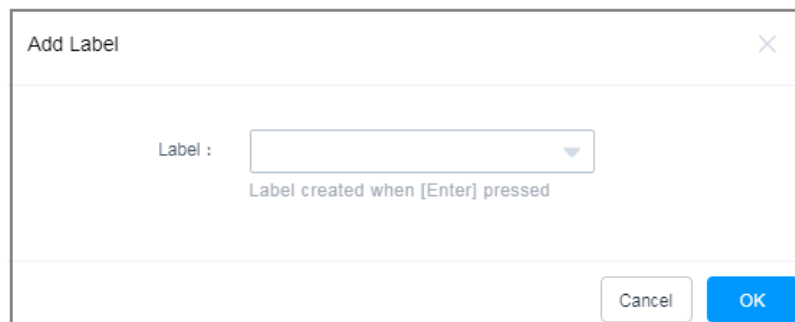 Add Label
Label :
Label created when [Enter] pressed
Cancel
OK